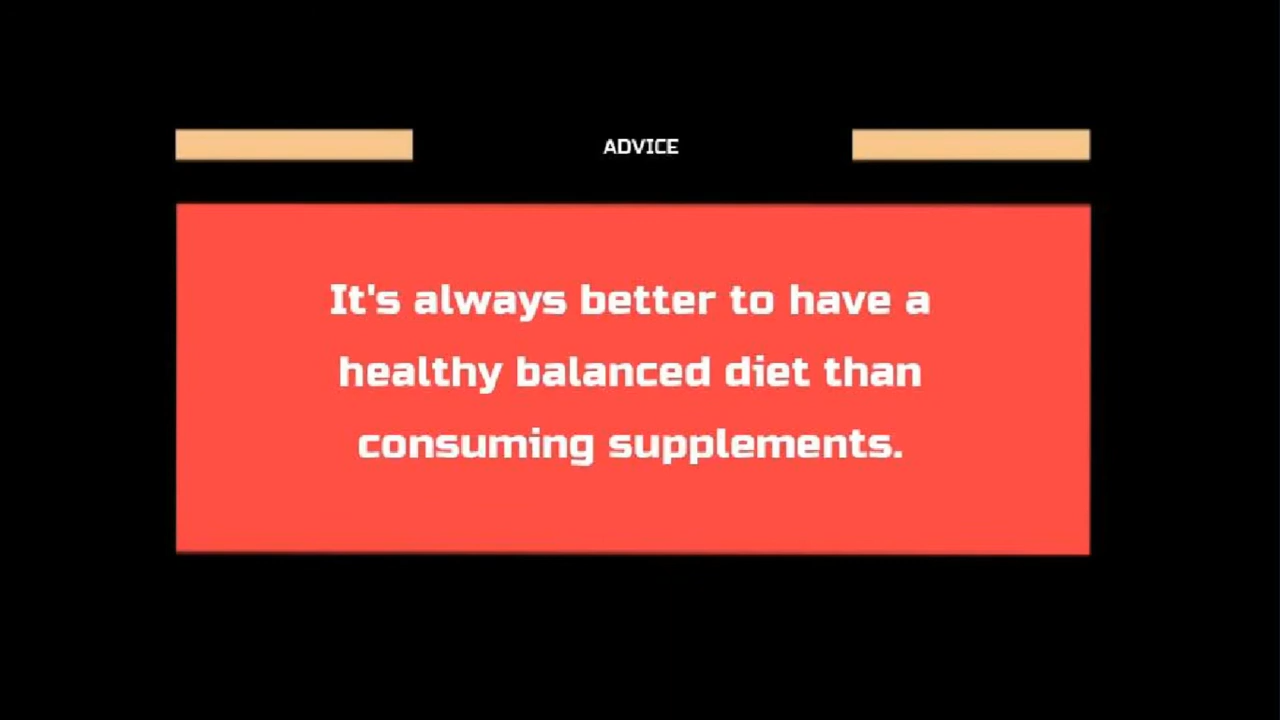 ADVICE
It's always better to have a
healthy balanced diet than
consuming supplements.